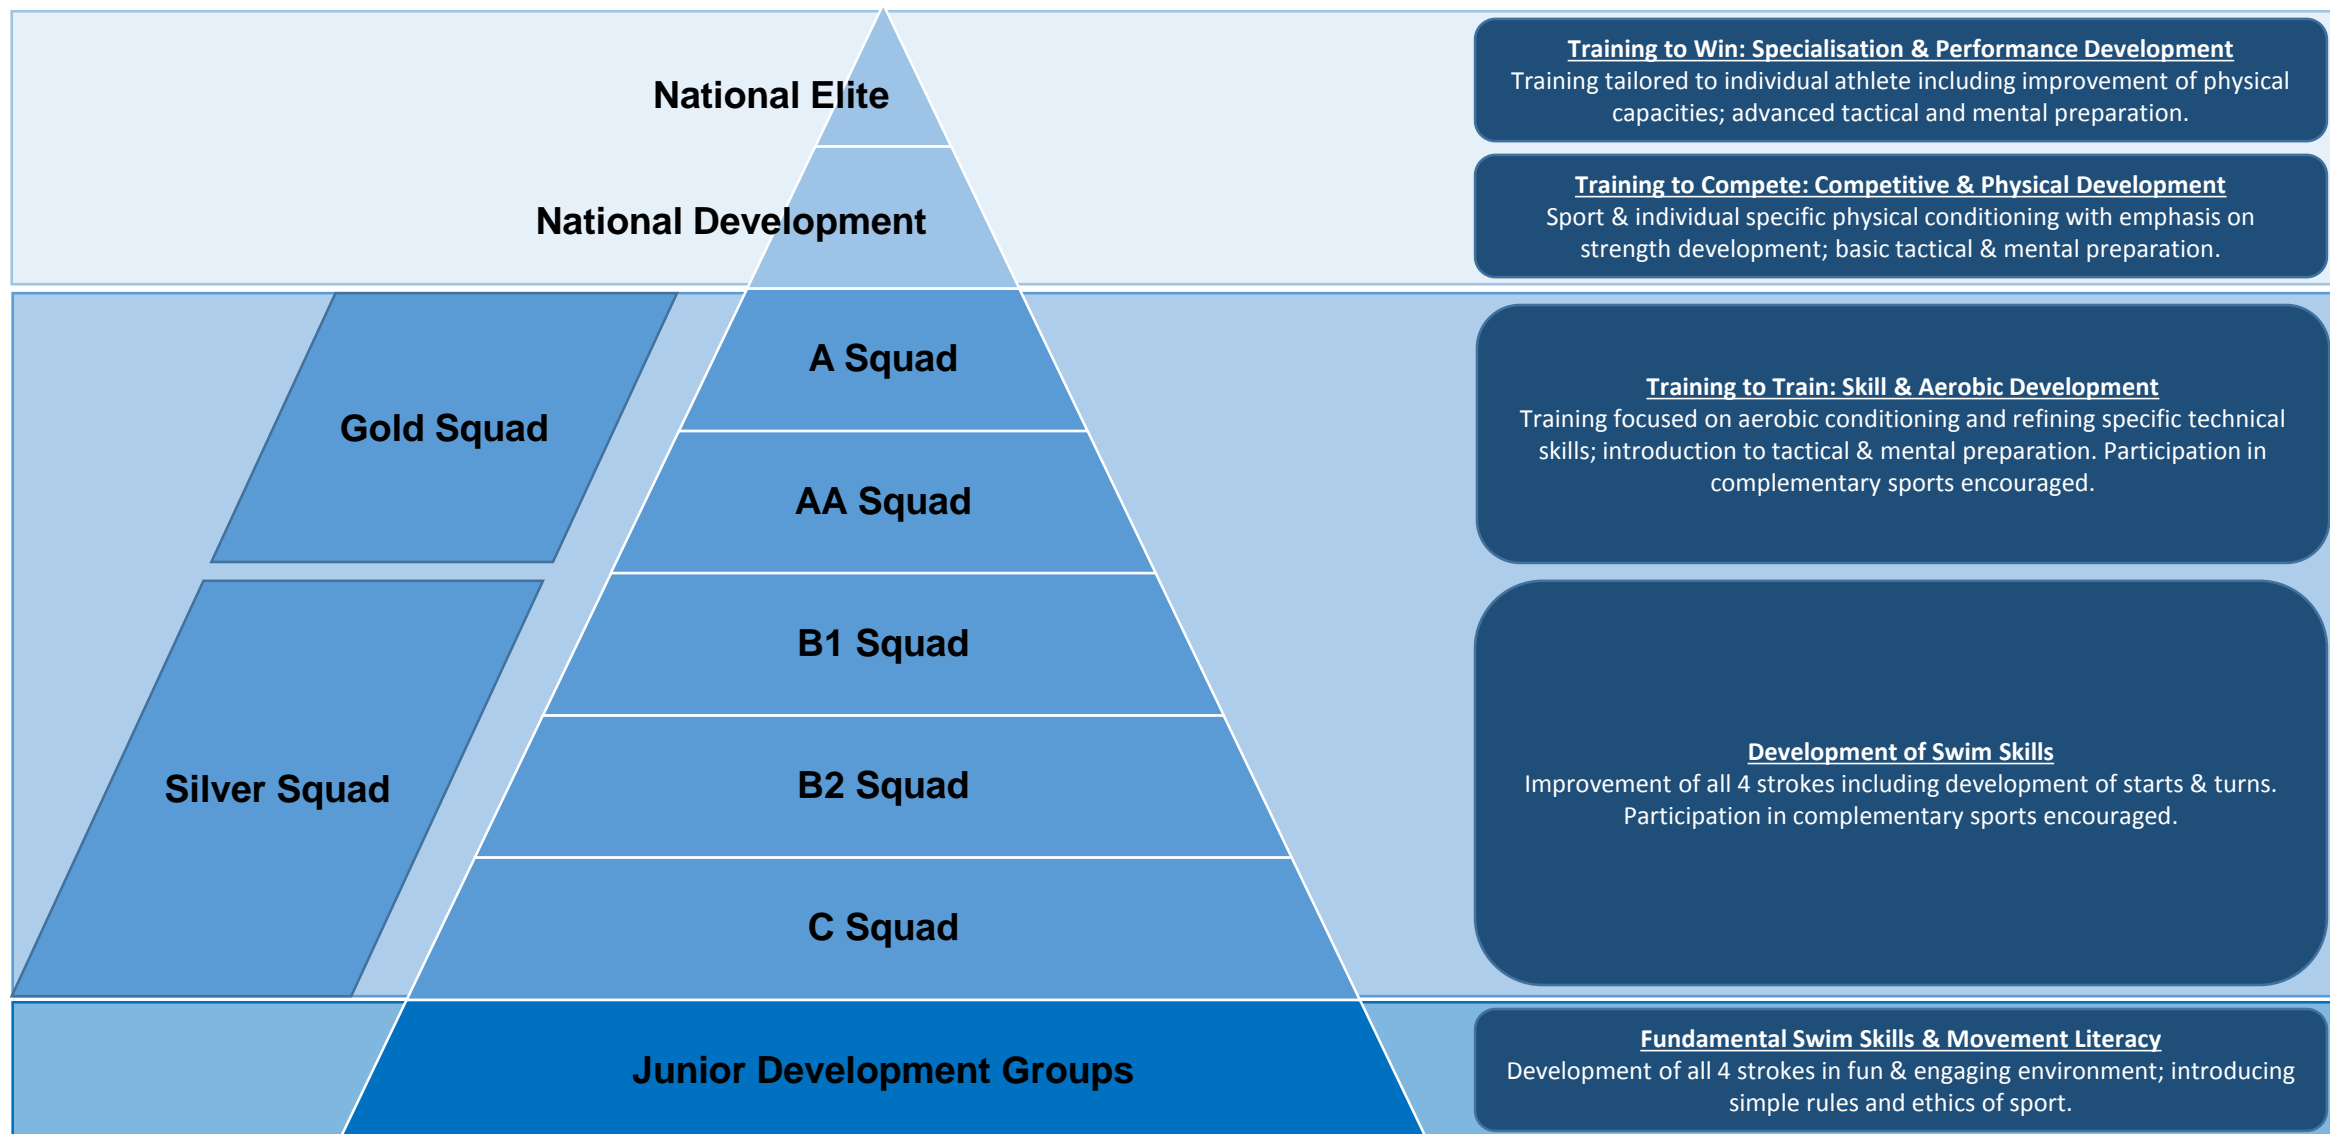 National Elite
National Development
A Squad
AA Squad
B1 Squad
B2 Squad
C Squad
Junior Development Groups
Gold Squad
Silver Squad
Training to Win: Specialisation & Performance Development
Training tailored to individual athlete including improvement of physical
capacities; advanced tactical and mental preparation.
Training to Compete: Competitive & Physical Development
Sport & individual specific physical conditioning with emphasis on
strength development; basic tactical & mental preparation.
Training to Train: Skill & Aerobic Development
Training focused on aerobic conditioning and refining specific technical
skills; introduction to tactical & mental preparation. Participation in
complementary sports encouraged.
Development of Swim Skills
Improvement of all 4 strokes including development of starts & turns.
Participation in complementary sports encouraged.
Fundamental Swim Skills & Movement Literacy
Development of all 4 strokes in fun & engaging environment; introducing
simple rules and ethics of sport.